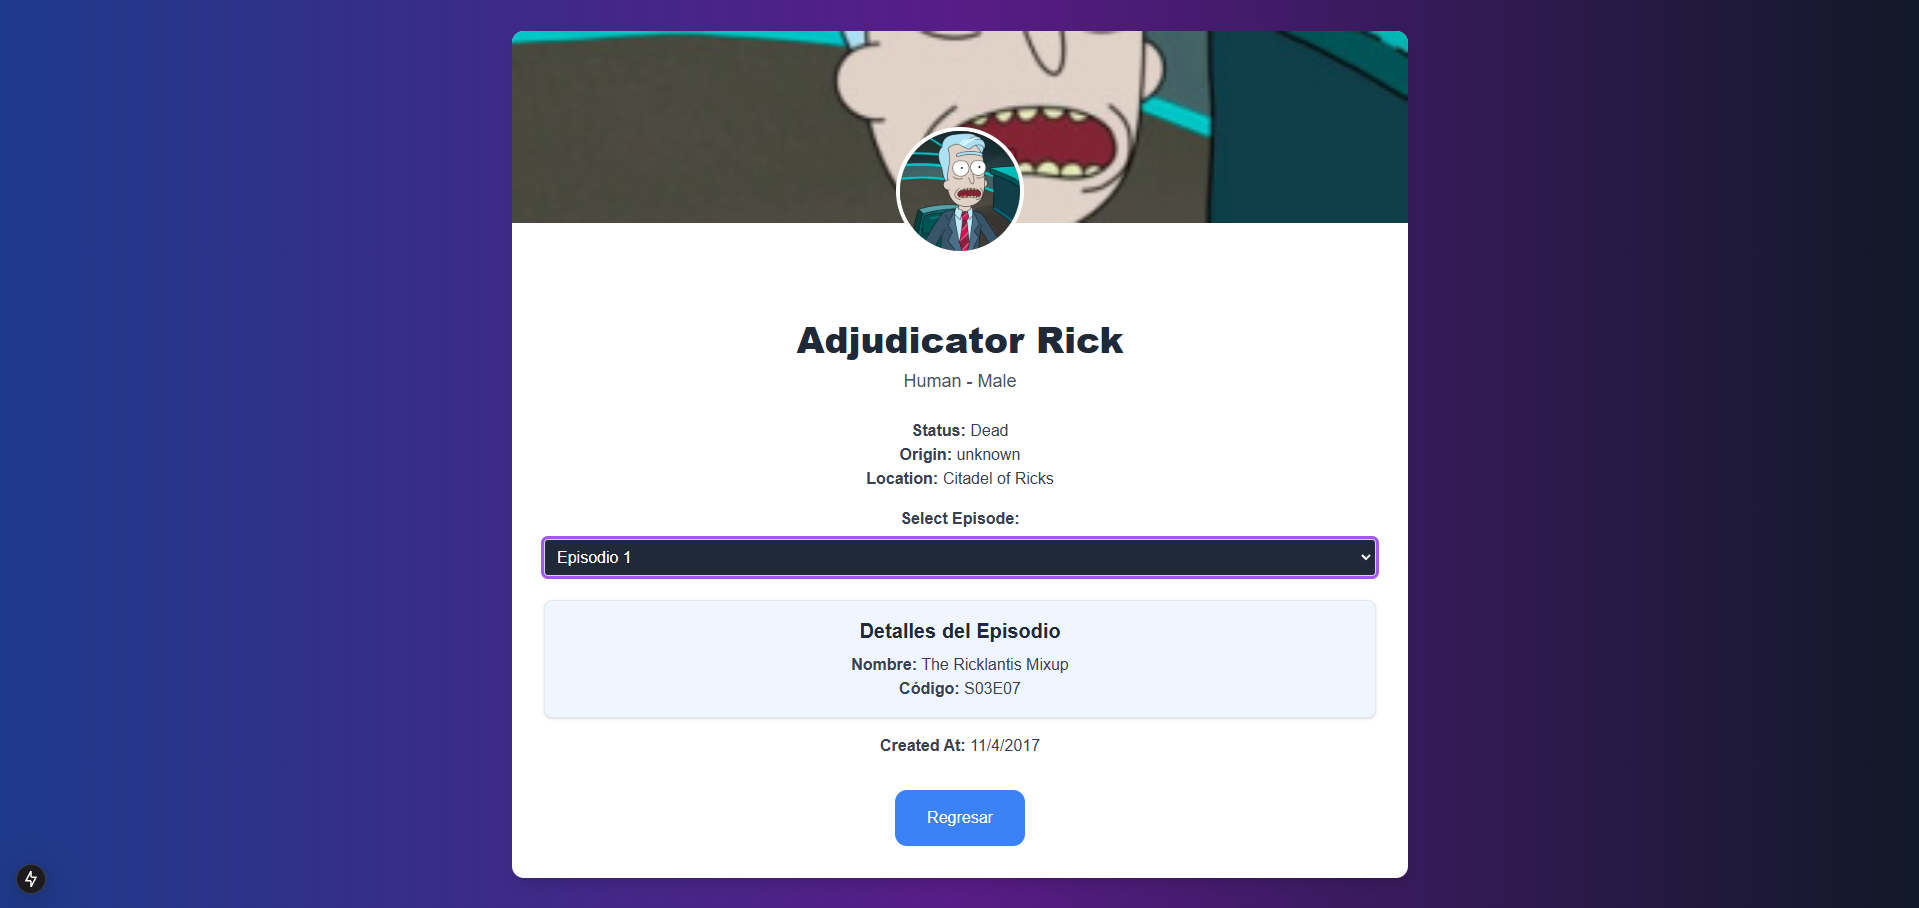 Adjudicator Rick
Human - Male
Status: Dead
Origin: unknown
Location: Citadel of Ricks
Select Episode:
Episodio 1
Detalles del Episodio
Nombre: The Ricklantis Mixup
Código: S03E07
Created At: 11/4/2017
Regresar